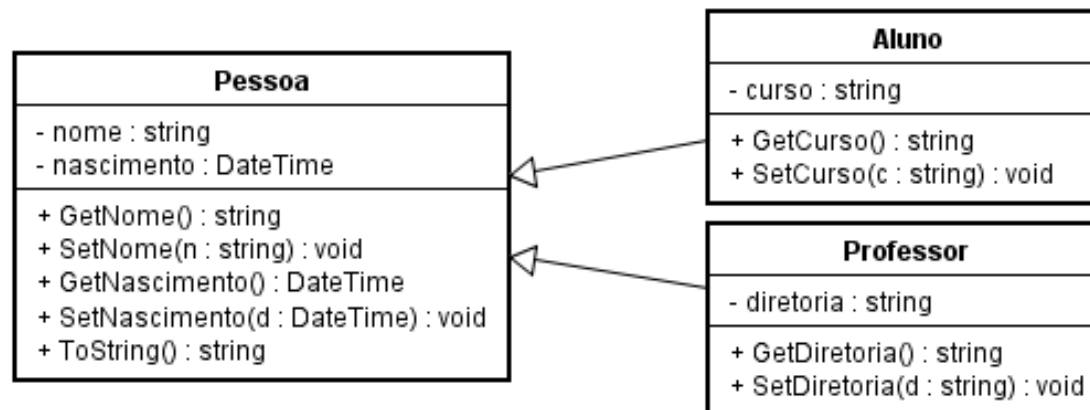 Pessoa
- nome : string
- nascimento : DateTime
+ GetNome() : string
+ SetNome(n : string) : void
+ GetNascimento() : DateTime
+ SetNascimento(d : DateTime) : void
+ ToString() : string
Aluno
- curso : string
+ GetCurso() : string
+ SetCurso(c : string) : void
Professor
- diretoria : string
+ GetDiretoria() : string
+ SetDiretoria(d : string) : void